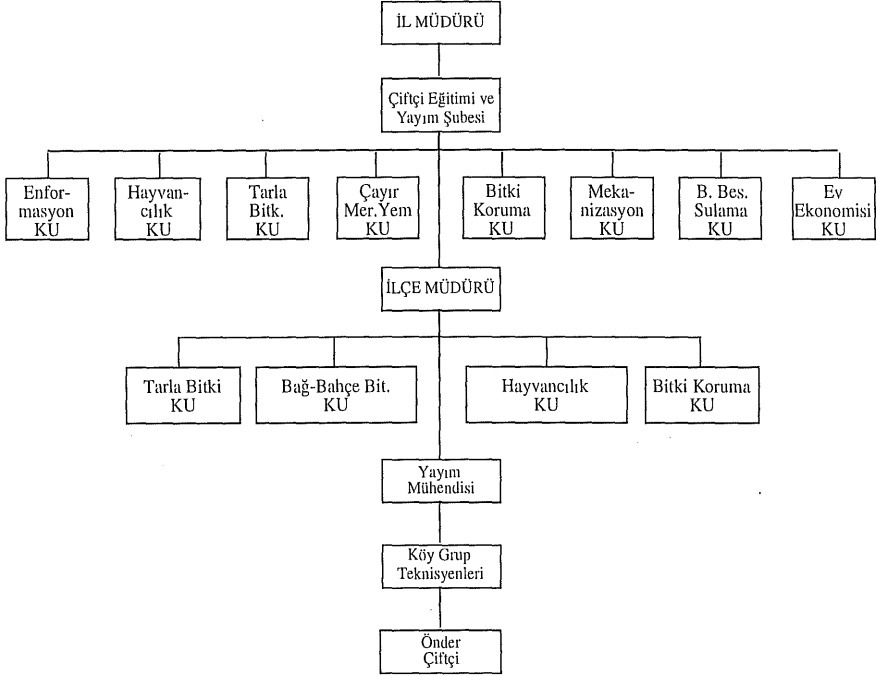 İL MÜDÜRÜ
Çiftçi Eğitimi ve
Yayım Şubesi
Enfor-
masyon
KU
Hayvan-
cılık
KU
Tarla
Bitk.
KU
Çayır
Mer.Yem
KU
Bitki
Koruma
KU
Meka-
nizasyon
KU
B. Bes.
Sulama
KU
Ev
Ekonomisi
KU
İLÇE MÜDÜRÜ
Tarla Bitki
KU
Bağ-Bahçe Bit.
KU
Hayvancılık
KU
Bitki Koruma
KU
Yayım
Mühendisi
Köy Grup
Teknisyenleri
Önder
Çiftçi